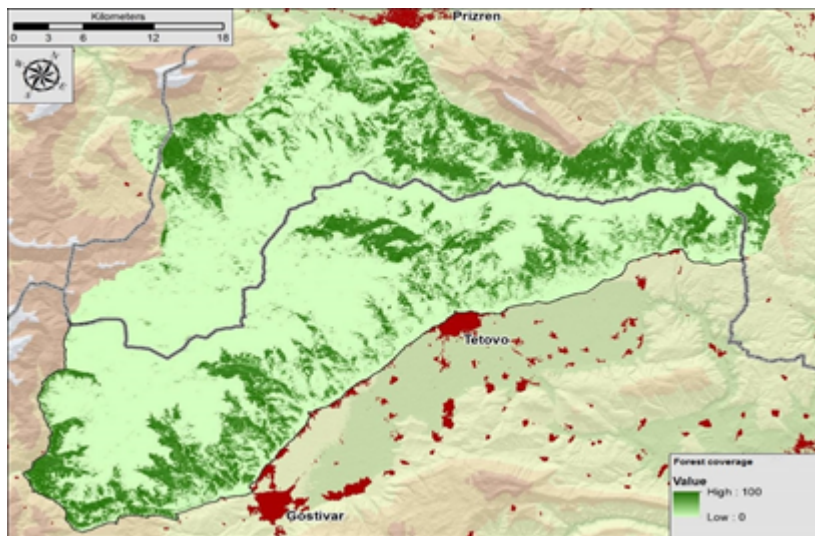 Kilometers
0 3 6 12 18
N
W E
S
Prizren
Tetovo
Gostivar
Forest coverage
Value
High : 100
Low : 0